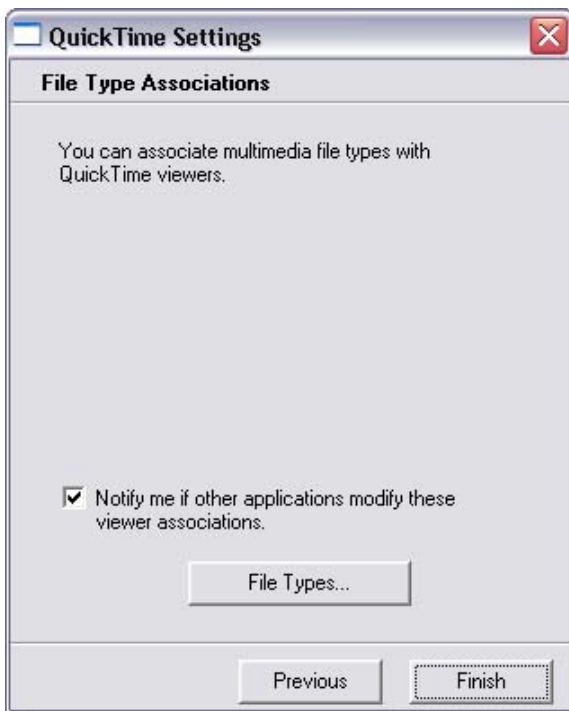 QuickTime Settings
File Type Associations
You can associate multimedia file types with
QuickTime viewers.
Notify me if other applications modify these
viewer associations.
File Types...
Previous
Finish